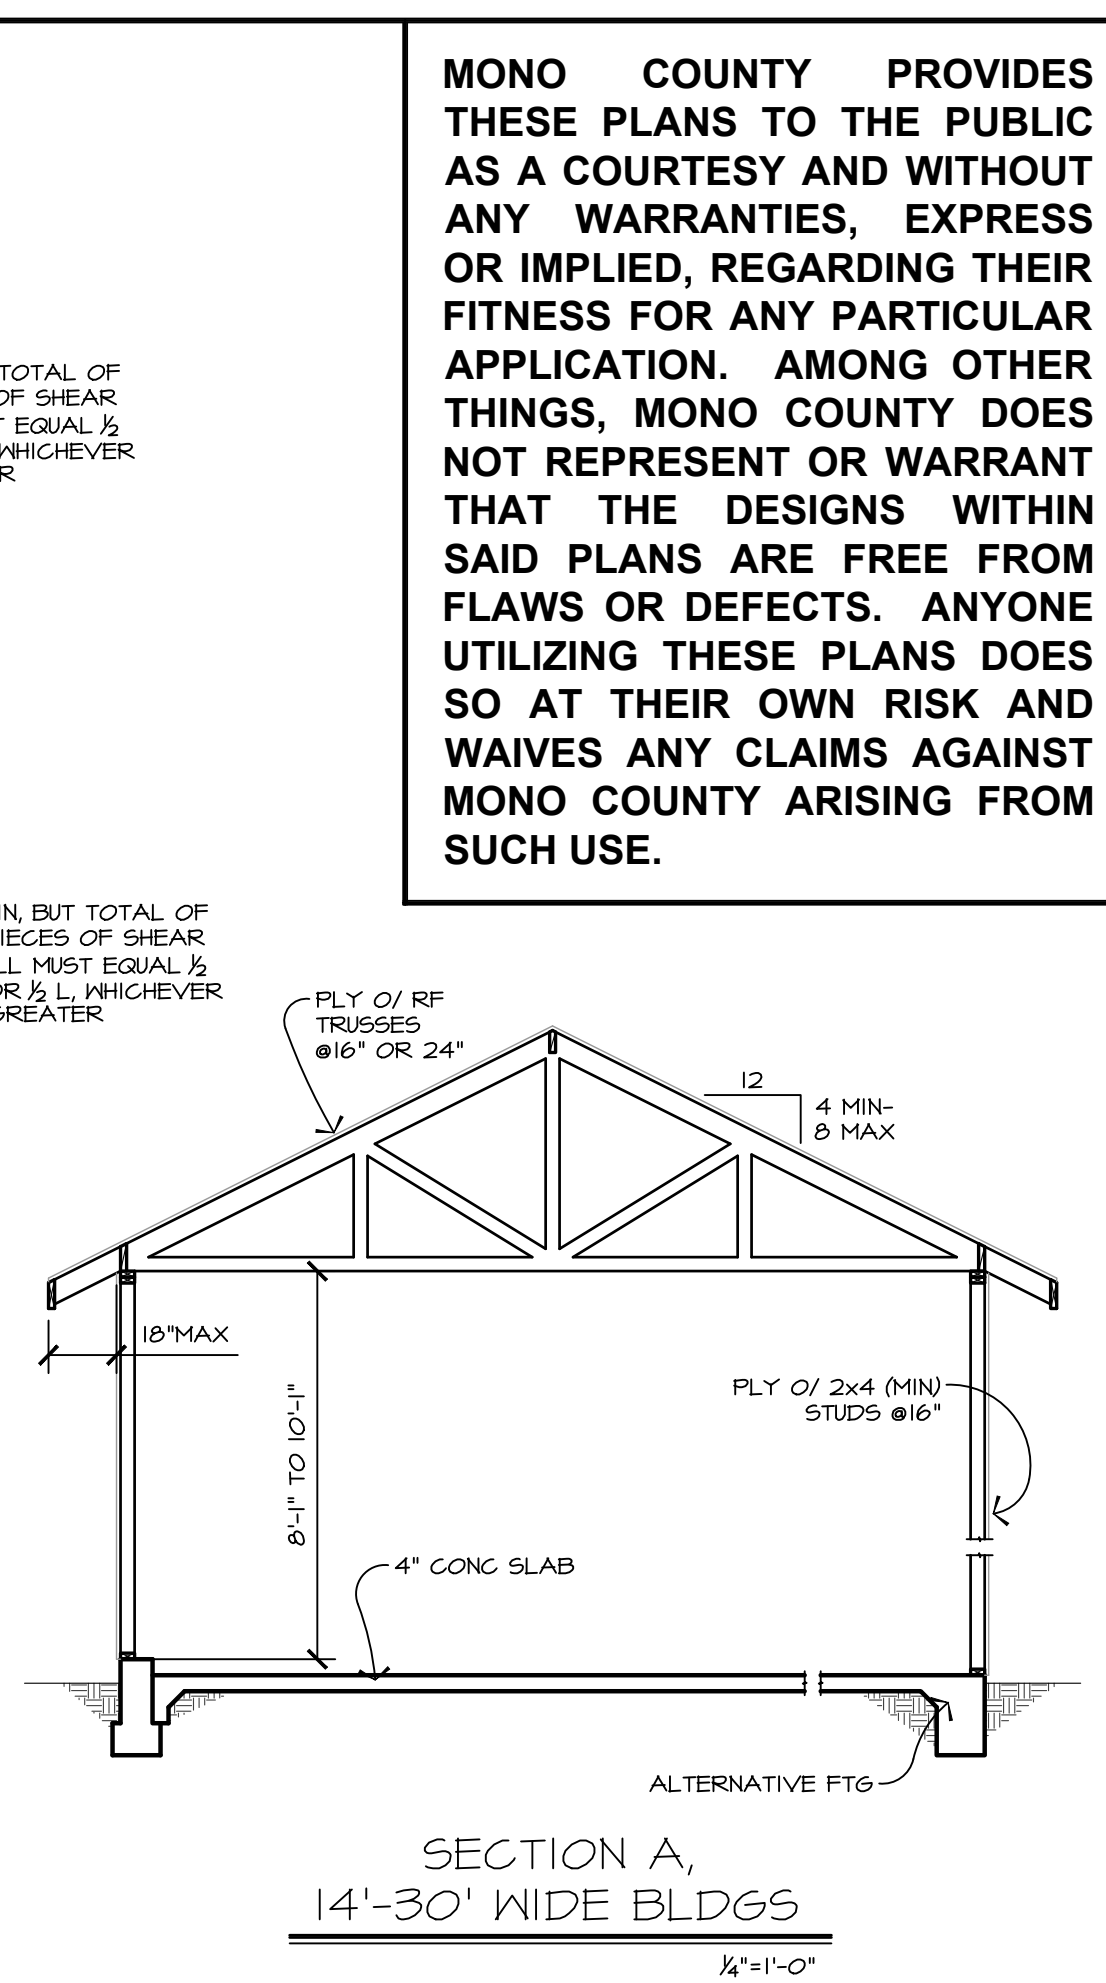 MONO COUNTY PROVIDES
THESE PLANS TO THE PUBLIC
AS A COURTESY AND WITHOUT
ANY WARRANTIES, EXPRESS
OR IMPLIED, REGARDING THEIR
FITNESS FOR ANY PARTICULAR
APPLICATION. AMONG OTHER
THINGS, MONO COUNTY DOES
NOT REPRESENT OR WARRANT
THAT THE DESIGNS WITHIN
SAID PLANS ARE FREE FROM
FLAWS OR DEFECTS. ANYONE
UTILIZING THESE PLANS DOES
SO AT THEIR OWN RISK AND
WAIVES ANY CLAIMS AGAINST
MONO COUNTY ARISING FROM
SUCH USE.
TOTAL OF
OF SHEAR
EQUAL ½
WHICHEVER
IN, BUT TOTAL OF
IECES OF SHEAR
LL MUST EQUAL ½
OR ½ L, WHICHEVER
GREATER
PLY O/ RF
TRUSSES
@16" OR 24"
12
4 MIN-
8 MAX
18"MAX
8'-1" TO 10'-1"
PLY O/ 2x4 (MIN)
STUDS @16"
4" CONC SLAB
ALTERNATIVE FTG
SECTION A,
14'-30' WIDE BLDGS
¼"=1'-0"